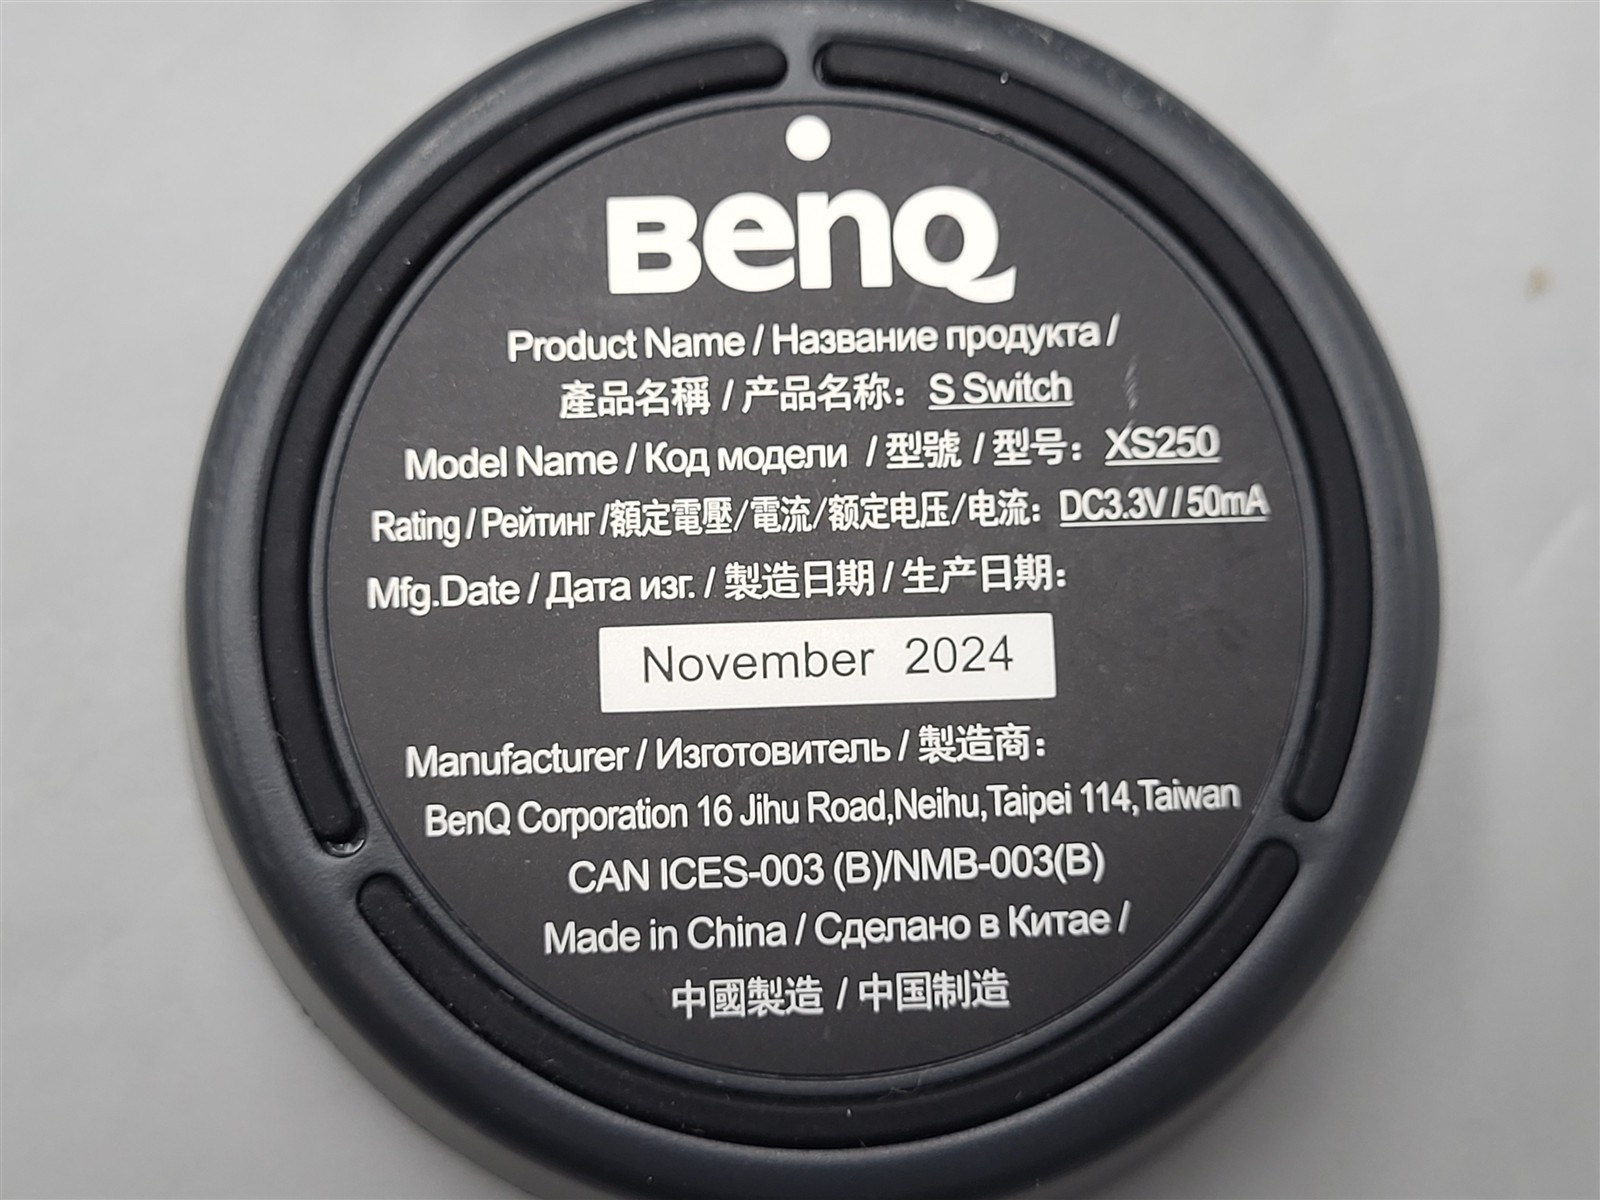 BenQ
Product Name / Название продукта /
產品名稱 / 产品名称： S Switch
Model Name / Код модели / 型號 / 型号： XS250
Rating / Рейтинг /額定電壓/電流/额定电压/电流： DC3.3V / 50mA
Mfg.Date / Дата изг. / 製造日期 / 生产日期：
November 2024
Manufacturer / Изготовитель / 製造商：
BenQ Corporation 16 Jihu Road,Neihu,Taipei 114,Taiwan
CAN ICES-003 (B)/NMB-003(B)
Made in China / Сделано в Китае /
中國製造 / 中国制造